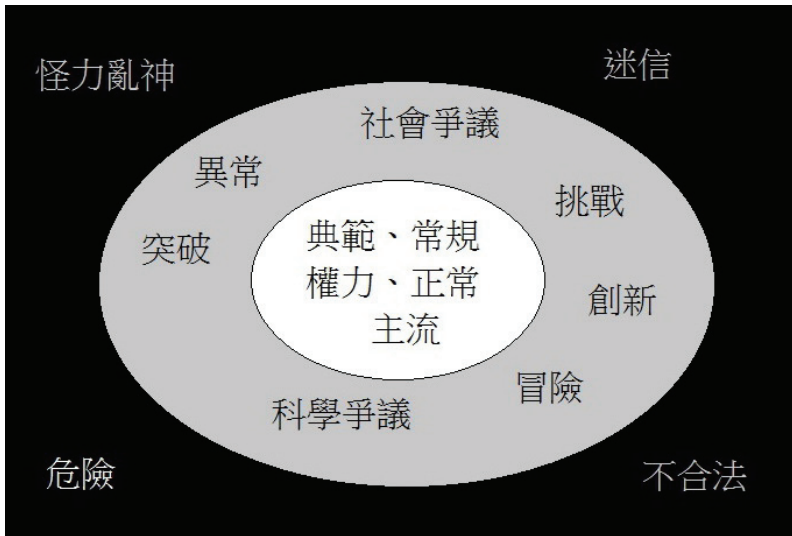 怪力亂神
迷信
社會爭議
異常
挑戰
突破
典範、常規
權力、正常
主流
創新
冒險
科學爭議
危險
不合法